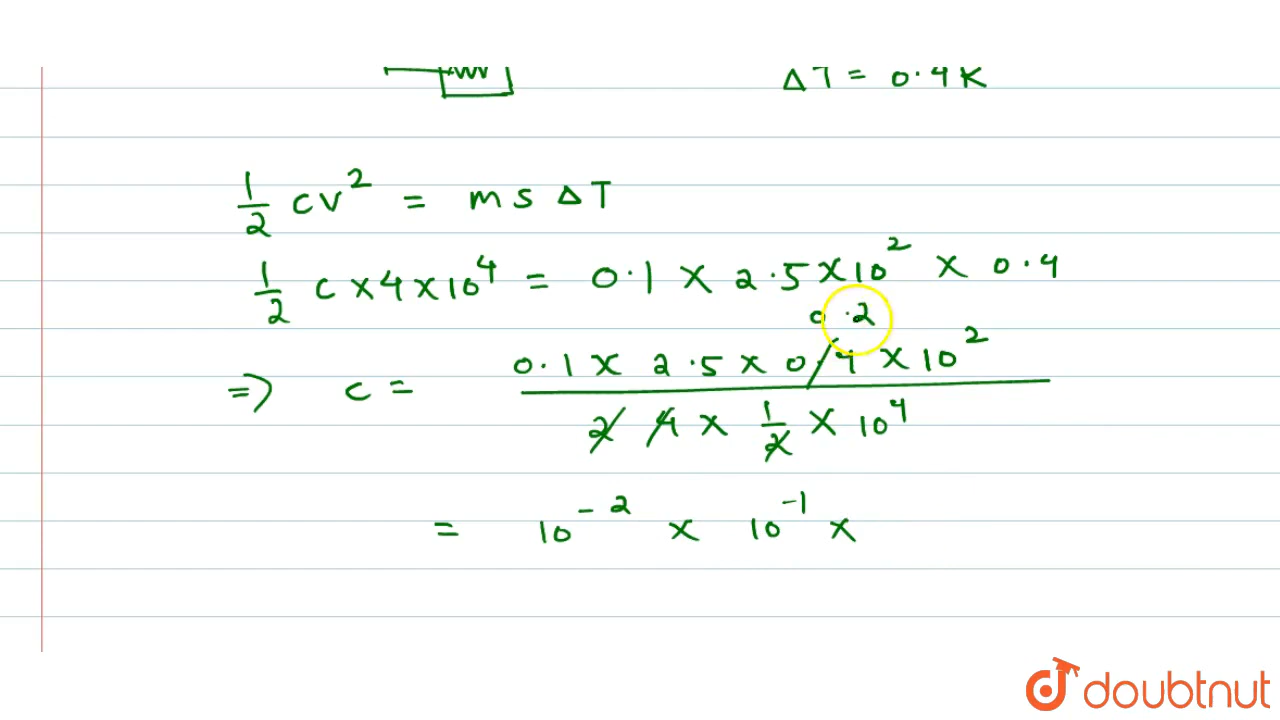 ΔT = 0.4K
1/2 cv² = m s ΔT
1/2 c × 4 × 10⁴ = 0.1 × 2.5 × 10² × 0.4
0.2
0.1 × 2.5 × 0.4 × 10²
⇒ c =
2 4 × 1/2 × 10⁴
= 10⁻² × 10⁻¹ ×
doubtnut